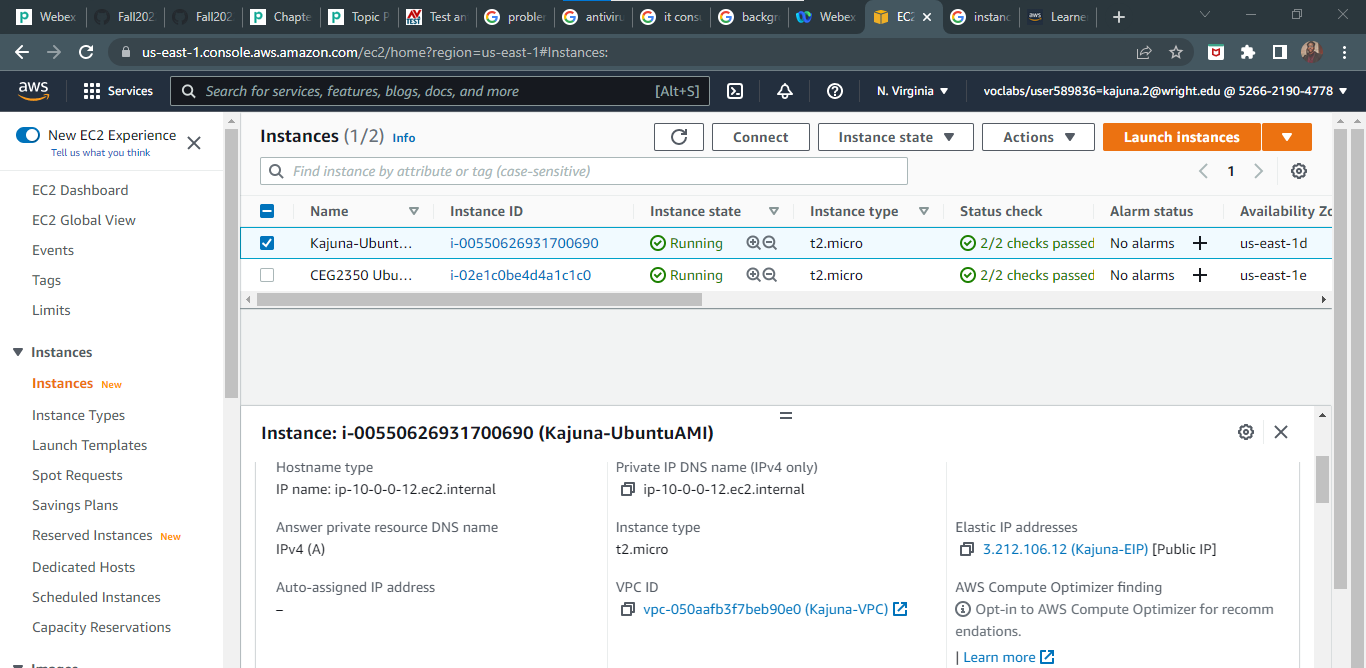 Webex
Fall202
Fall202
Chapte
Topic P
Test an
probler
antiviru
it consu
backgr
Webex
EC2
instanc
Learne
us-east-1.console.aws.amazon.com/ec2/home?region=us-east-1#Instances:
aws
Services
Search for services, features, blogs, docs, and more
[Alt+S]
N. Virginia
voclabs/user589836=kajuna.2@wright.edu @ 5266-2190-4778
New EC2 Experience
Tell us what you think
EC2 Dashboard
EC2 Global View
Events
Tags
Limits
Instances
Instances New
Instance Types
Launch Templates
Spot Requests
Savings Plans
Reserved Instances New
Dedicated Hosts
Scheduled Instances
Capacity Reservations
Images
Instances (1/2) Info
Connect
Instance state
Actions
Launch instances
Find instance by attribute or tag (case-sensitive)
1
Name Instance ID Instance state Instance type Status check Alarm status Availability Zo
Kajuna-Ubunt... i-00550626931700690 Running t2.micro 2/2 checks passed No alarms us-east-1d
CEG2350 Ubu... i-02e1c0be4d4a1c1c0 Running t2.micro 2/2 checks passed No alarms us-east-1e
Instance: i-00550626931700690 (Kajuna-UbuntuAMI)
Hostname type
IP name: ip-10-0-0-12.ec2.internal
Private IP DNS name (IPv4 only)
ip-10-0-0-12.ec2.internal
Answer private resource DNS name
IPv4 (A)
Instance type
t2.micro
Elastic IP addresses
3.212.106.12 (Kajuna-EIP) [Public IP]
Auto-assigned IP address
–
VPC ID
vpc-050aafb3f7beb90e0 (Kajuna-VPC)
AWS Compute Optimizer finding
Opt-in to AWS Compute Optimizer for recomm
endations.
| Learn more